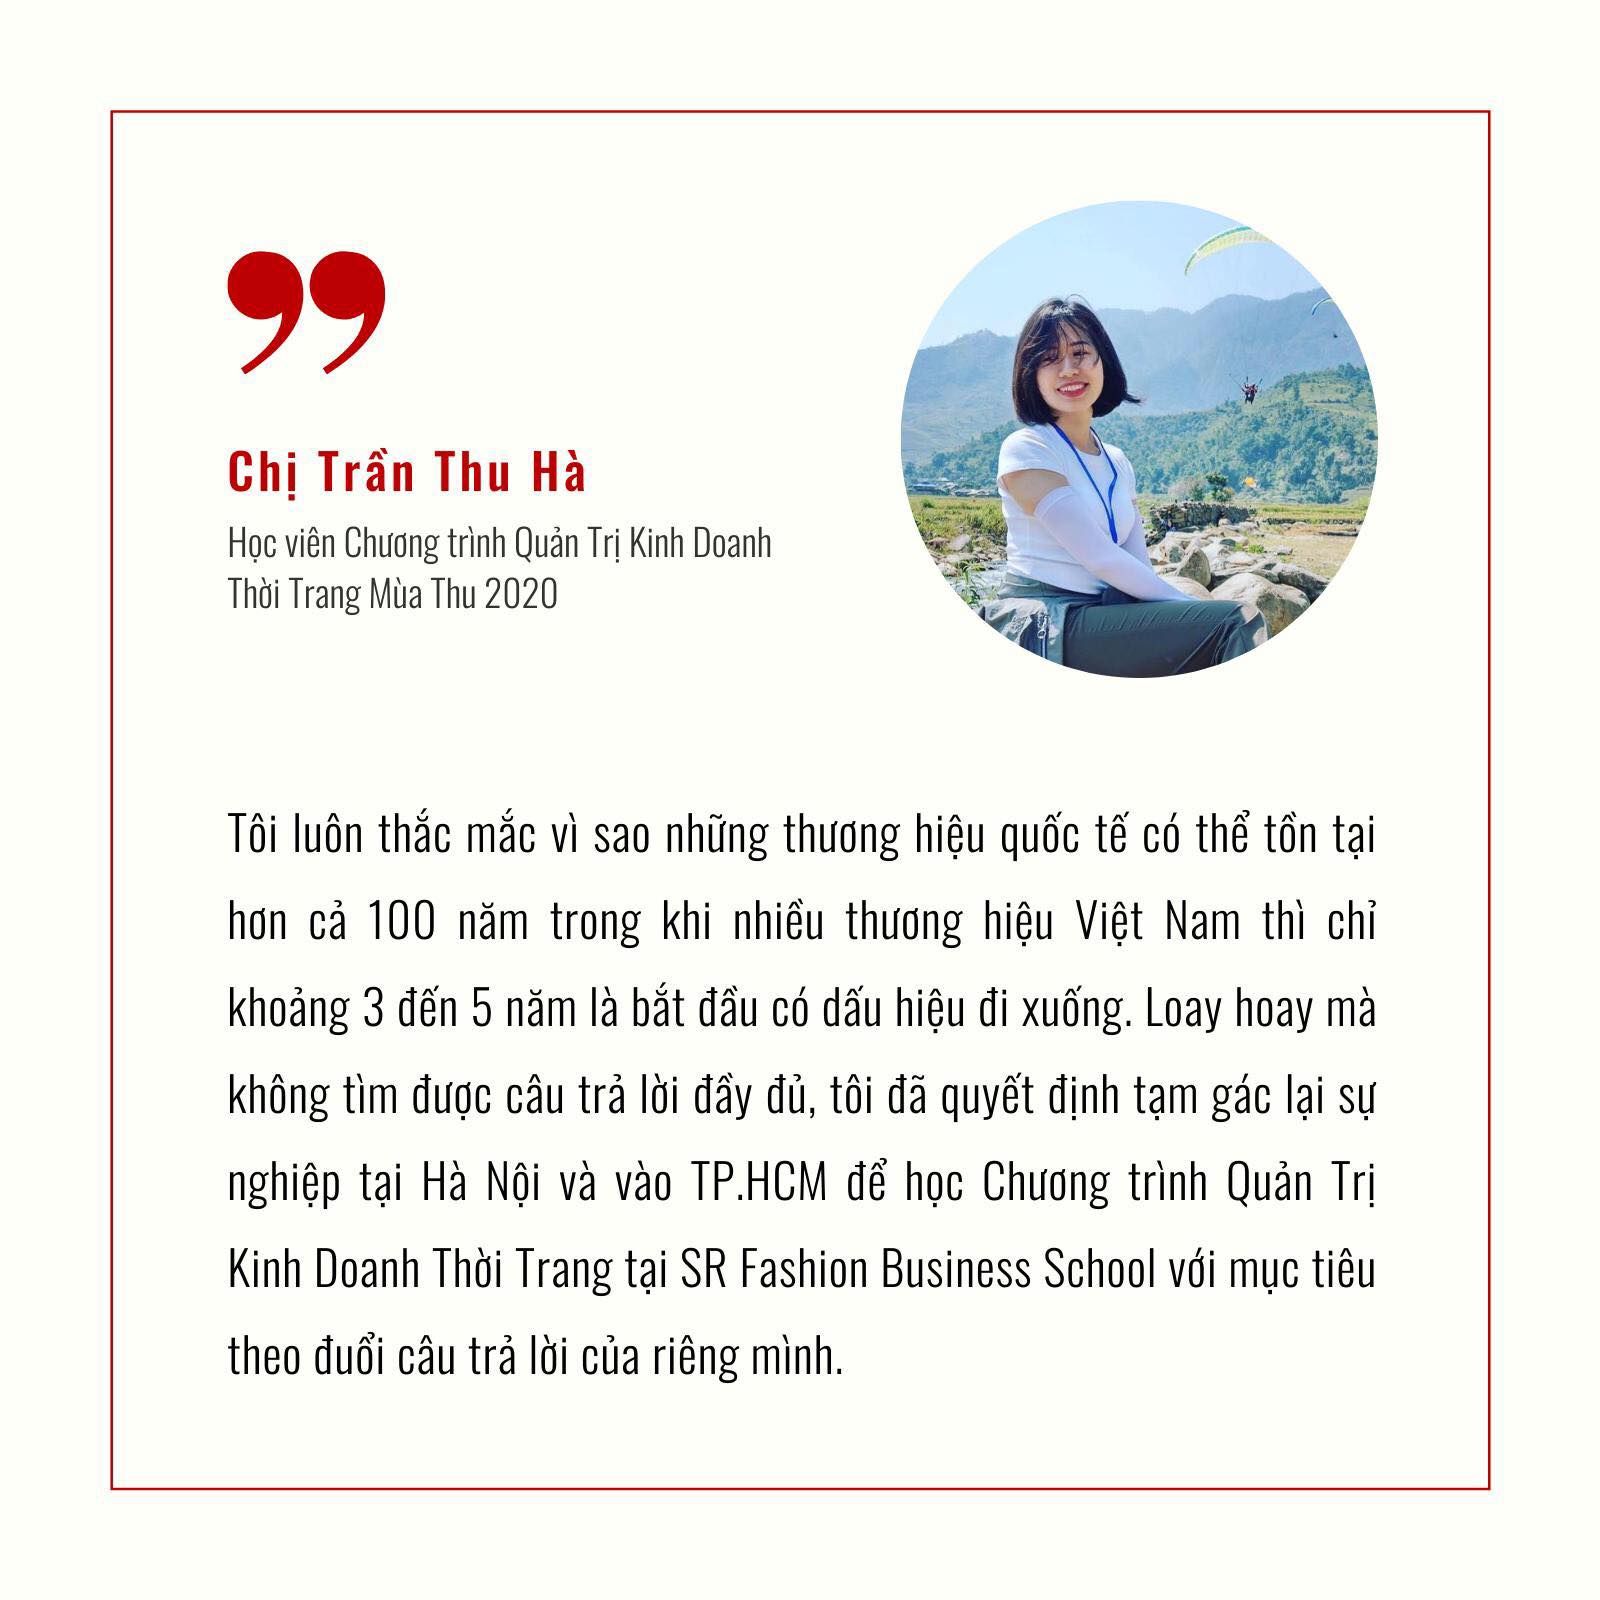 Chị Trần Thu Hà
Học viên Chương trình Quản Trị Kinh Doanh
Thời Trang Mùa Thu 2020
Tôi luôn thắc mắc vì sao những thương hiệu quốc tế có thể tồn tại
hơn cả 100 năm trong khi nhiều thương hiệu Việt Nam thì chỉ
khoảng 3 đến 5 năm là bắt đầu có dấu hiệu đi xuống. Loay hoay mà
không tìm được câu trả lời đầy đủ, tôi đã quyết định tạm gác lại sự
nghiệp tại Hà Nội và vào TP.HCM để học Chương trình Quản Trị
Kinh Doanh Thời Trang tại SR Fashion Business School với mục tiêu
theo đuổi câu trả lời của riêng mình.